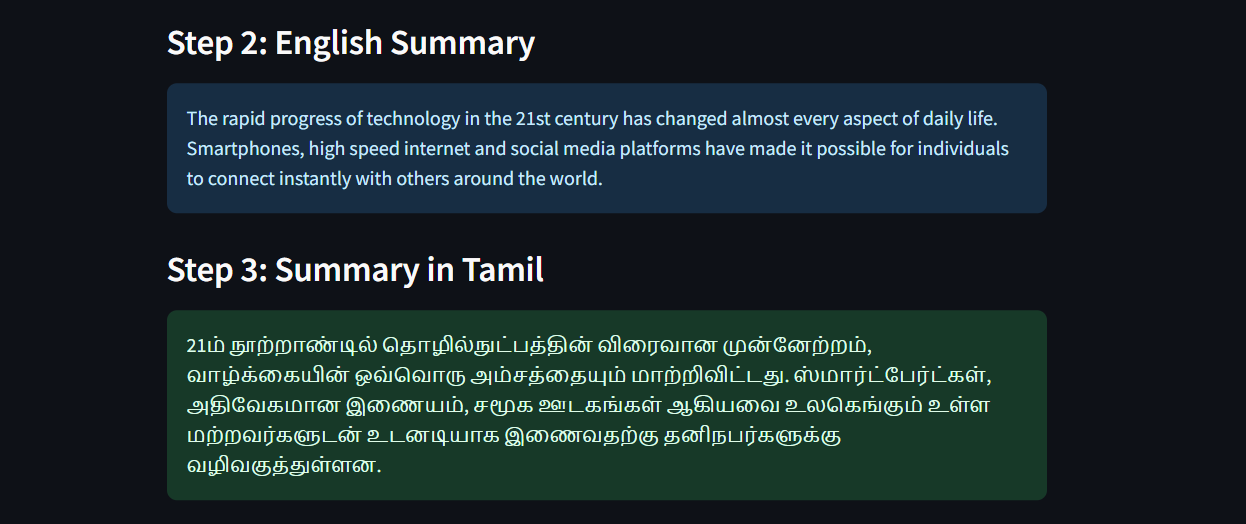 Step 2: English Summary
The rapid progress of technology in the 21st century has changed almost every aspect of daily life.
Smartphones, high speed internet and social media platforms have made it possible for individuals
to connect instantly with others around the world.
Step 3: Summary in Tamil
21ம் நூற்றாண்டில் தொழில்நுட்பத்தின் விரைவான முன்னேற்றம்,
வாழ்க்கையின் ஒவ்வொரு அம்சத்தையும் மாற்றிவிட்டது. ஸ்மார்ட்பேர்ட்கள்,
அதிவேகமான இணையம், சமூக ஊடகங்கள் ஆகியவை உலகெங்கும் உள்ள
மற்றவர்களுடன் உடனடியாக இணைவதற்கு தனிநபர்களுக்கு
வழிவகுத்துள்ளன.